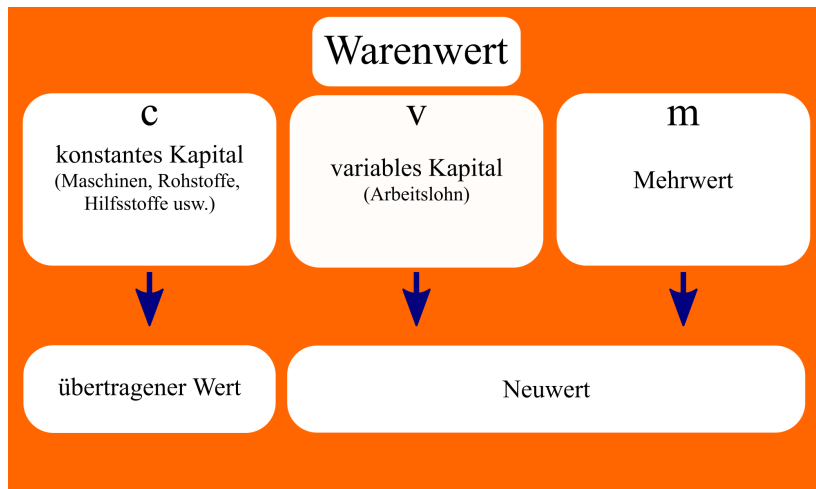 Warenwert
c
konstantes Kapital
(Maschinen, Rohstoffe,
Hilfsstoffe usw.)
v
variables Kapital
(Arbeitslohn)
m
Mehrwert
übertragener Wert
Neuwert